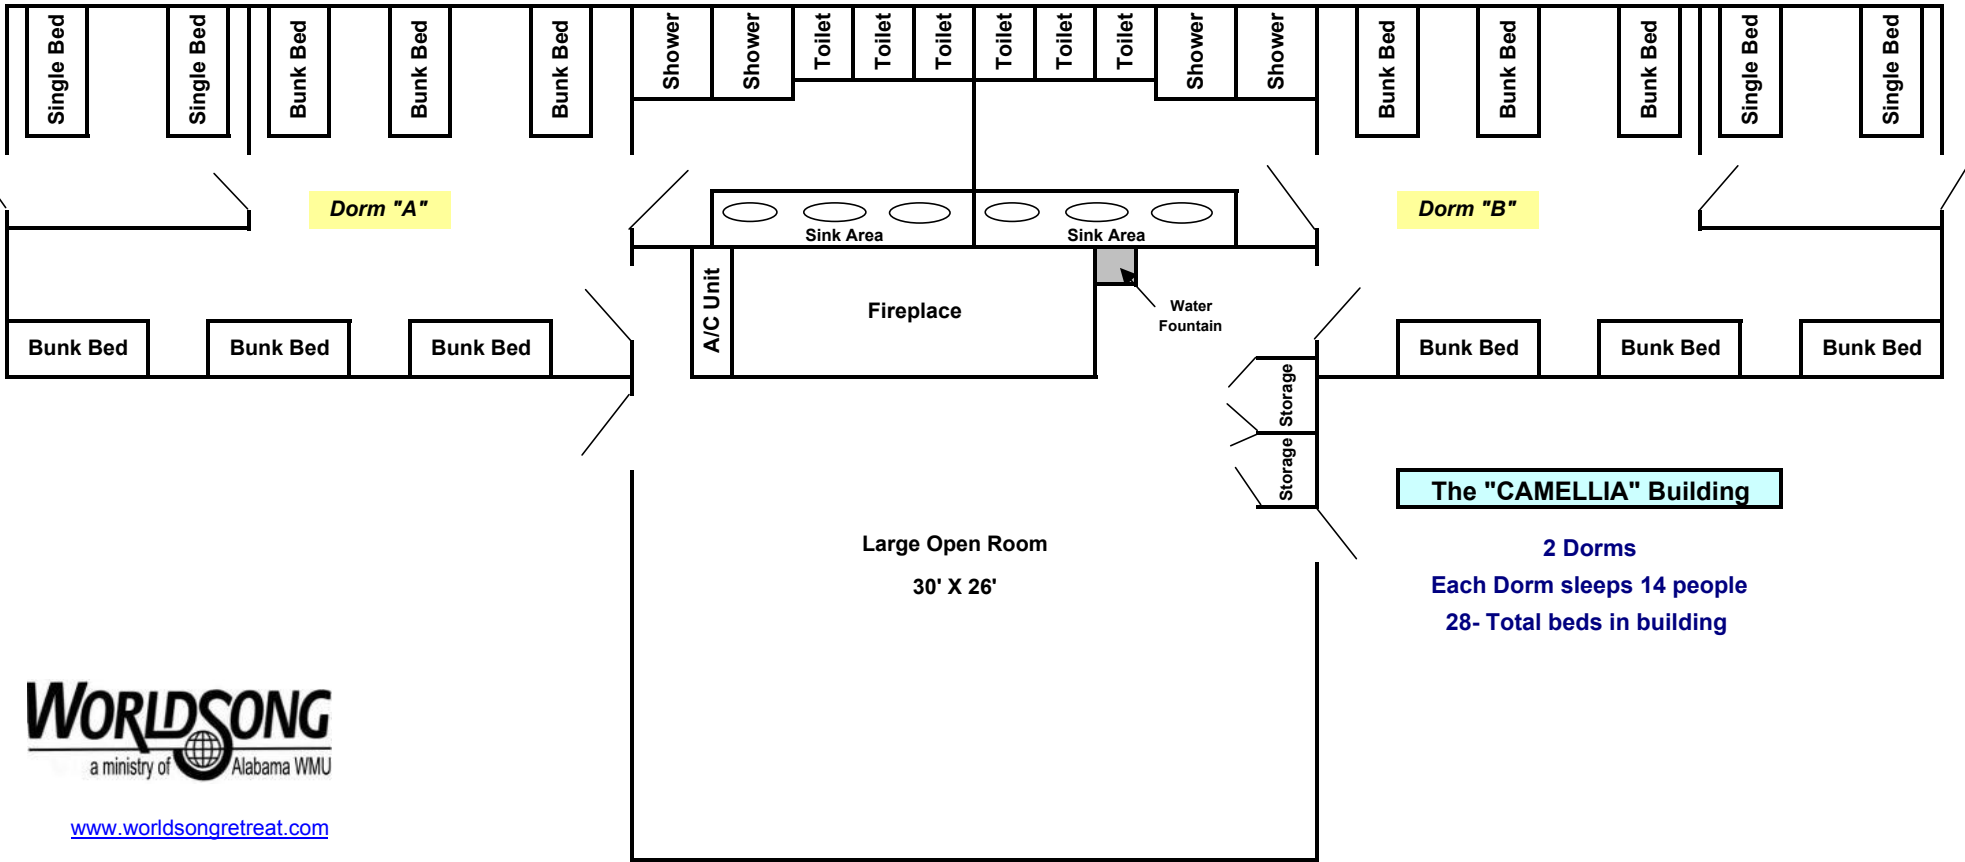 Single Bed
Single Bed
Bunk Bed
Bunk Bed
Bunk Bed
Shower
Shower
Toilet
Toilet
Toilet
Toilet
Toilet
Toilet
Shower
Shower
Bunk Bed
Bunk Bed
Bunk Bed
Single Bed
Single Bed
Dorm "A"
Dorm "B"
Sink Area
Sink Area
A/C Unit
Fireplace
Water
Fountain
Bunk Bed
Bunk Bed
Bunk Bed
Bunk Bed
Bunk Bed
Bunk Bed
Storage
Storage
The "CAMELLIA" Building
Large Open Room
30' X 26'
2 Dorms
Each Dorm sleeps 14 people
28- Total beds in building
WORLDSONG
a ministry of Alabama WMU
www.worldsongretreat.com